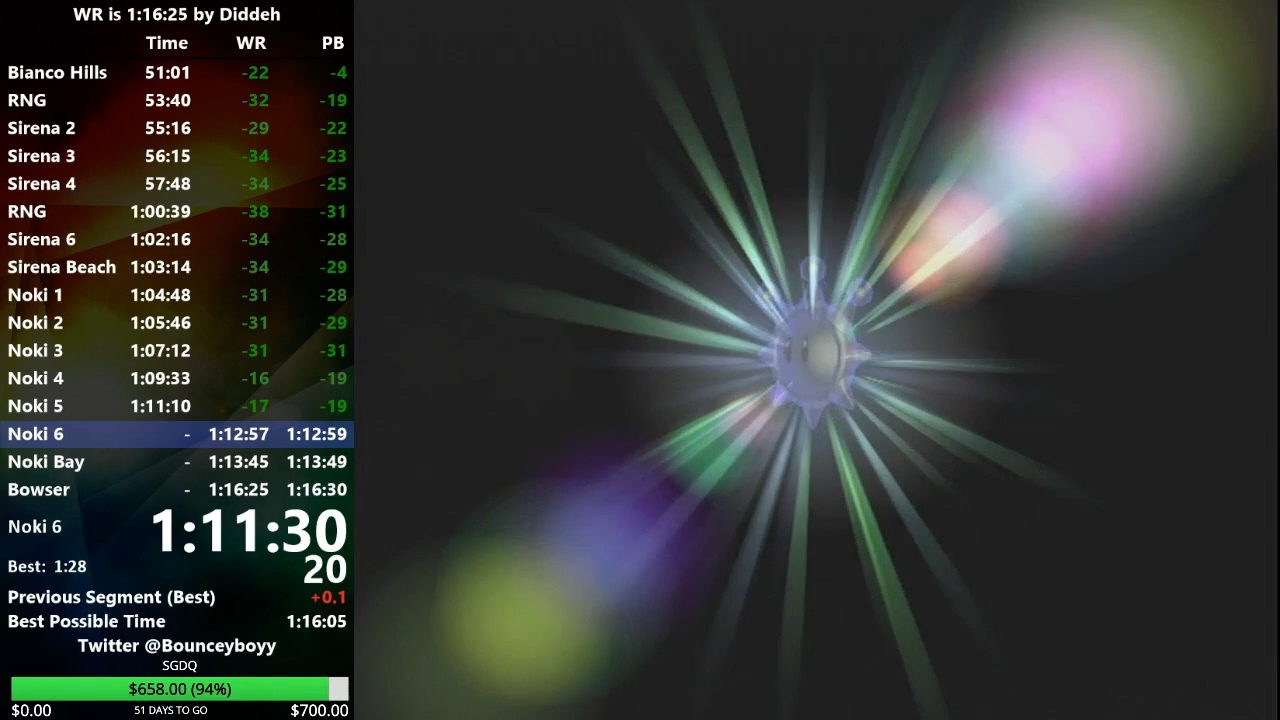 WR is 1:16:25 by Diddeh
Time WR PB
Bianco Hills 51:01 -22 -4
RNG 53:40 -32 -19
Sirena 2 55:16 -29 -22
Sirena 3 56:15 -34 -23
Sirena 4 57:48 -34 -25
RNG 1:00:39 -38 -31
Sirena 6 1:02:16 -34 -28
Sirena Beach 1:03:14 -34 -29
Noki 1 1:04:48 -31 -28
Noki 2 1:05:46 -31 -29
Noki 3 1:07:12 -31 -31
Noki 4 1:09:33 -16 -19
Noki 5 1:11:10 -17 -19
Noki 6 - 1:12:57 1:12:59
Noki Bay - 1:13:45 1:13:49
Bowser - 1:16:25 1:16:30
Noki 6 1:11:30
Best: 1:28 20
Previous Segment (Best) +0.1
Best Possible Time 1:16:05
Twitter @Bounceyboyy
SGDQ
$658.00 (94%)
$0.00 51 DAYS TO GO $700.00